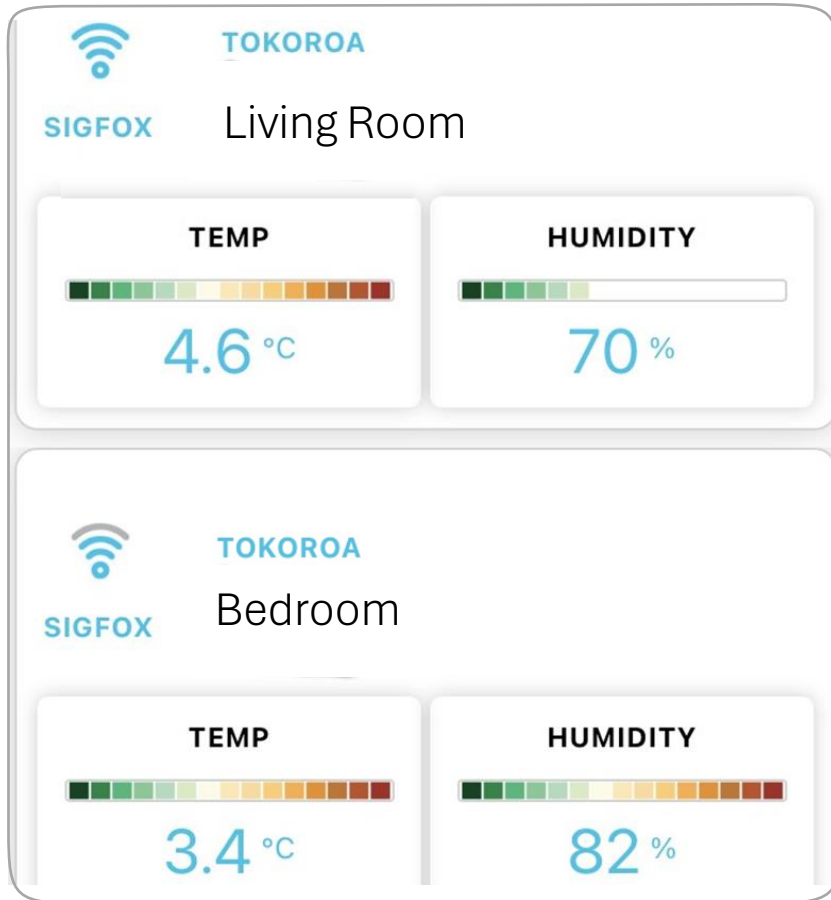 TOKOROA
SIGFOX
Living Room
TEMP
HUMIDITY
4.6 °C
70 %
TOKOROA
SIGFOX
Bedroom
TEMP
HUMIDITY
3.4 °C
82 %